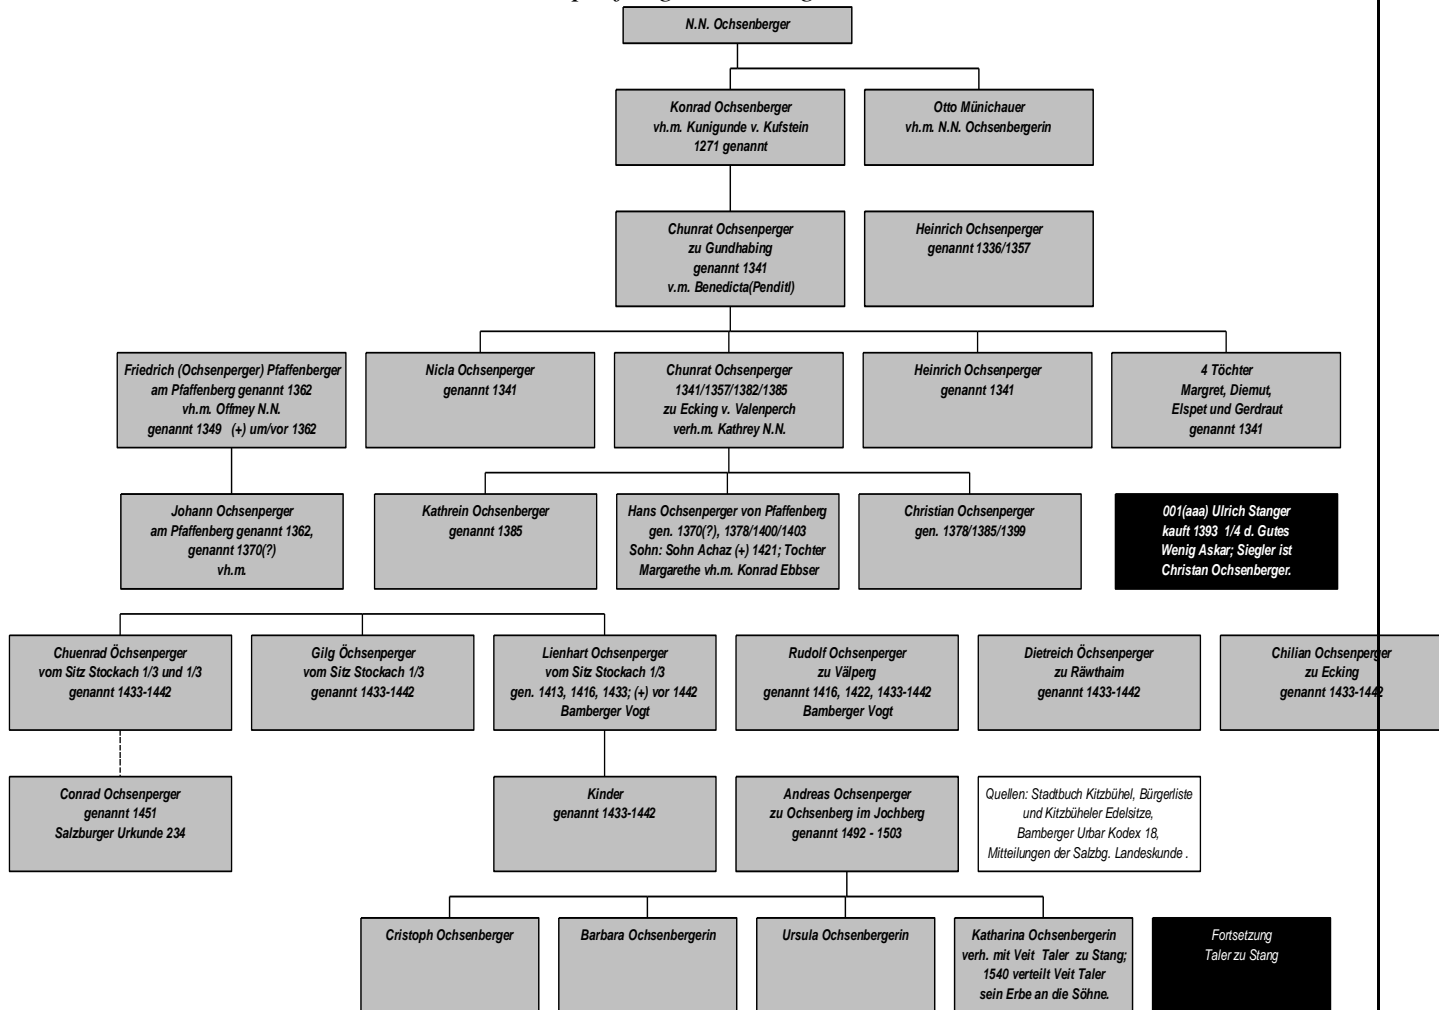 N.N. Ochsenberger
Konrad Ochsenberger
vh.m. Kunigunde v. Kufstein
1271 genannt
Otto Münichauer
vh.m. N.N. Ochsenbergerin
Chunrat Ochsenperger
zu Gundhabing
genannt 1341
v.m. Benedicta(Penditl)
Heinrich Ochsenperger
genannt 1336/1357
Friedrich (Ochsenperger) Pfaffenberger
am Pfaffenberg genannt 1362
vh.m. Offmey N.N.
genannt 1349 (+) um/vor 1362
Nicla Ochsenperger
genannt 1341
Chunrat Ochsenperger
1341/1357/1382/1385
zu Ecking v. Valenperch
verh.m. Kathrey N.N.
Heinrich Ochsenperger
genannt 1341
4 Töchter
Margret, Diemut,
Elspet und Gerdraut
genannt 1341
Johann Ochsenperger
am Pfaffenberg genannt 1362,
genannt 1370(?)
vh.m.
Kathrein Ochsenberger
genannt 1385
Hans Ochsenperger von Pfaffenberg
gen. 1370(?), 1378/1400/1403
Sohn: Sohn Achaz (+) 1421; Tochter
Margarethe vh.m. Konrad Ebbser
Christian Ochsenperger
gen. 1378/1385/1399
001(aaa) Ulrich Stanger
kauft 1393 1/4 d. Gutes
Wenig Askar; Siegler ist
Christan Ochsenberger.
Chuenrad Öchsenperger
vom Sitz Stockach 1/3 und 1/3
genannt 1433-1442
Gilg Öchsenperger
vom Sitz Stockach 1/3
genannt 1433-1442
Lienhart Ochsenperger
vom Sitz Stockach 1/3
gen. 1413, 1416, 1433; (+) vor 1442
Bamberger Vogt
Rudolf Ochsenperger
zu Välperg
genannt 1416, 1422, 1433-1442
Bamberger Vogt
Dietreich Öchsenperger
zu Räwthaim
genannt 1433-1442
Chilian Ochsenperger
zu Ecking
genannt 1433-1442
Conrad Ochsenperger
genannt 1451
Salzburger Urkunde 234
Kinder
genannt 1433-1442
Andreas Ochsenperger
zu Ochsenberg im Jochberg
genannt 1492 - 1503
Quellen: Stadtbuch Kitzbühel, Bürgerliste
und Kitzbüheler Edelsitze,
Bamberger Urbar Kodex 18,
Mitteilungen der Salzbg. Landeskunde .
Cristoph Ochsenberger
Barbara Ochsenbergerin
Ursula Ochsenbergerin
Katharina Ochsenbergerin
verh. mit Veit Taler zu Stang;
1540 verteilt Veit Taler
sein Erbe an die Söhne.
Fortsetzung
Taler zu Stang